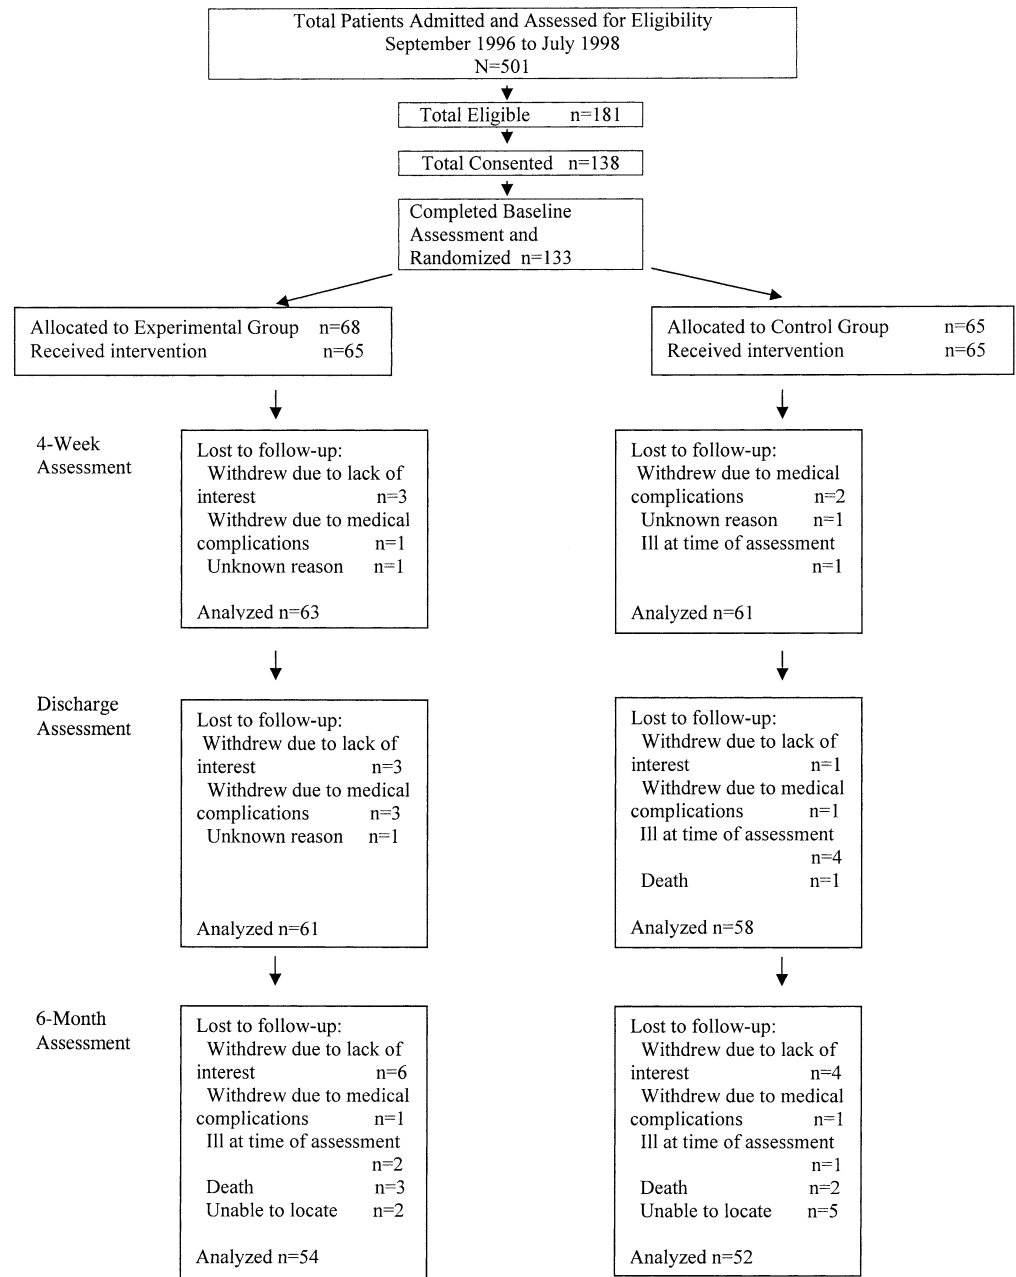 Total Patients Admitted and Assessed for Eligibility
September 1996 to July 1998
N=501
Total Eligible n=181
Total Consented n=138
Completed Baseline
Assessment and
Randomized n=133
Allocated to Experimental Group n=68
Received intervention n=65
Allocated to Control Group n=65
Received intervention n=65
4-Week
Assessment
Lost to follow-up:
Withdrew due to lack of
interest n=3
Withdrew due to medical
complications n=1
Unknown reason n=1
Analyzed n=63
Lost to follow-up:
Withdrew due to medical
complications n=2
Unknown reason n=1
Ill at time of assessment
n=1
Analyzed n=61
Discharge
Assessment
Lost to follow-up:
Withdrew due to lack of
interest n=3
Withdrew due to medical
complications n=3
Unknown reason n=1
Analyzed n=61
Lost to follow-up:
Withdrew due to lack of
interest n=1
Withdrew due to medical
complications n=1
Ill at time of assessment
n=4
Death n=1
Analyzed n=58
6-Month
Assessment
Lost to follow-up:
Withdrew due to lack of
interest n=6
Withdrew due to medical
complications n=1
Ill at time of assessment
n=2
Death n=3
Unable to locate n=2
Analyzed n=54
Lost to follow-up:
Withdrew due to lack of
interest n=4
Withdrew due to medical
complications n=1
Ill at time of assessment
n=1
Death n=2
Unable to locate n=5
Analyzed n=52